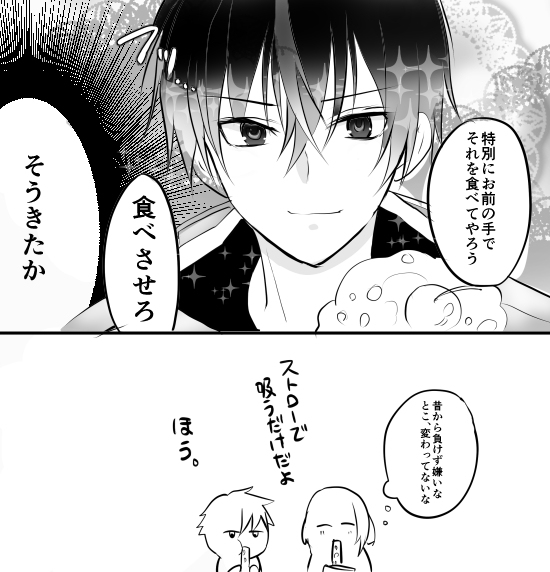 特別にお前の手で
それを食べてやろう
フッ…
食べさせろ
そうきたか
昔から負けず嫌いな
とこ、変わってないな
ストローで
吸うだけだよ
ほう。